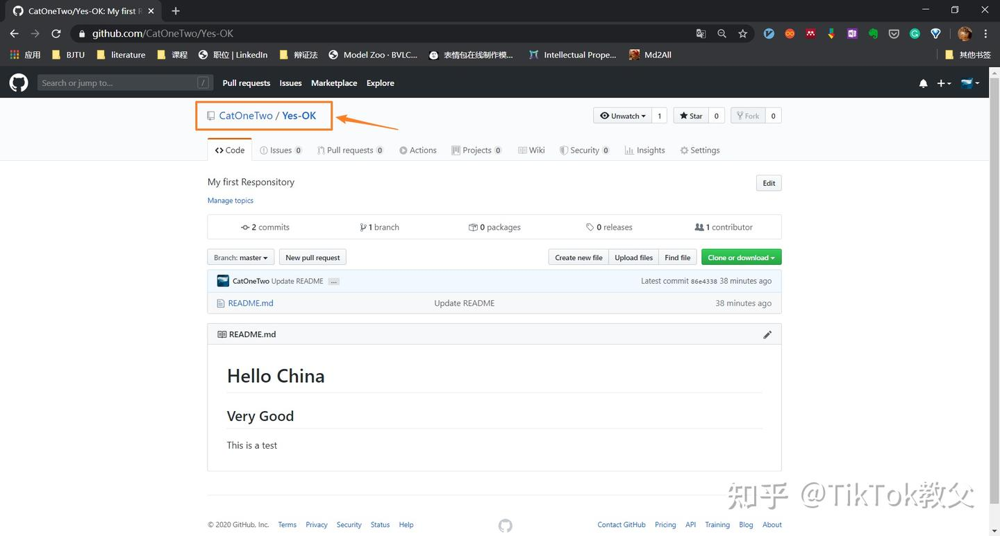 CatOneTwo/Yes-OK: My first R
github.com/CatOneTwo/Yes-OK
应用 BJTU literature 课程 职位 | LinkedIn 辩证法 Model Zoo · BVLC... 表情包在线制作模... Intellectual Prope... Md2All 其他书签
Search or jump to... / Pull requests Issues Marketplace Explore
CatOneTwo / Yes-OK Unwatch 1 Star 0 Fork 0
Code Issues 0 Pull requests 0 Actions Projects 0 Wiki Security 0 Insights Settings
My first Responsitory Edit
Manage topics
2 commits 1 branch 0 packages 0 releases 1 contributor
Branch: master New pull request Create new file Upload files Find file Clone or download
CatOneTwo Update README ... Latest commit 86e4338 38 minutes ago
README.md Update README 38 minutes ago
README.md
Hello China
Very Good
This is a test
知乎 @TikTok教父
© 2020 GitHub, Inc. Terms Privacy Security Status Help Contact GitHub Pricing API Training Blog About